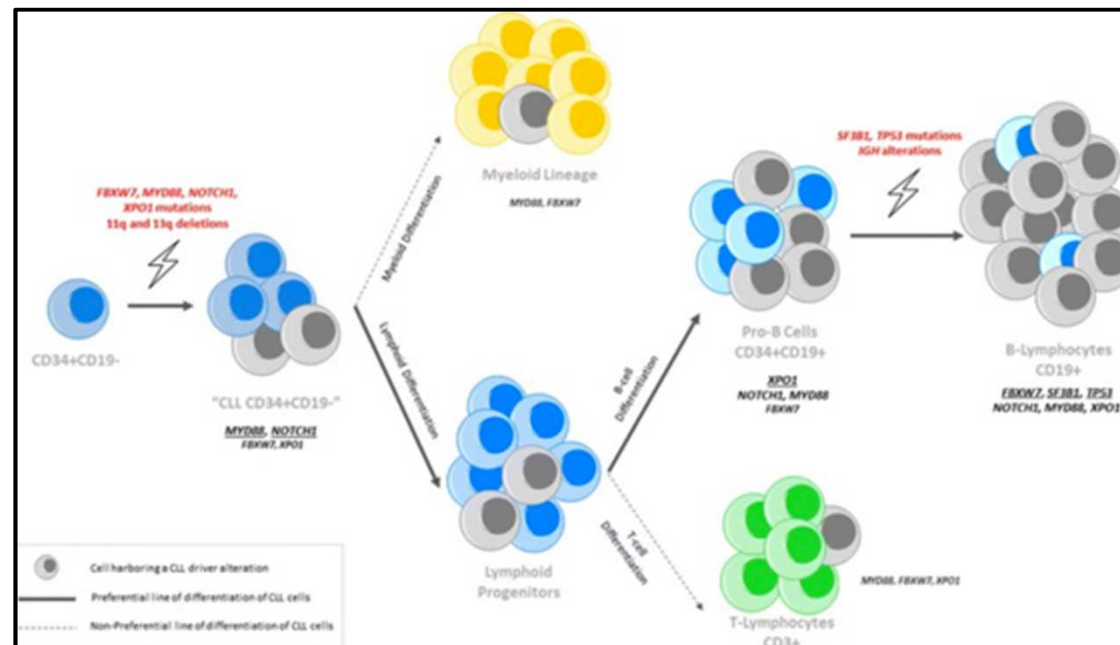 FBXW7, MYD88, NOTCH1,
XPO1 mutations
11q and 13q deletions
CD34+CD19-
"CLL CD34+CD19-"
MYD88, NOTCH1
FBXW7, XPO1
Myeloid Differentiation
Lymphoid Differentiation
Myeloid Lineage
MYD88, FBXW7
Lymphoid
Progenitors
B-cell
Differentiation
T-cell
Differentiation
Pro-B Cells
CD34+CD19+
XPO1
NOTCH1, MYD88
FBXW7
SF3B1, TP53 mutations
IGH alterations
B-Lymphocytes
CD19+
FBXW7, SF3B1, TP53
NOTCH1, MYD88, XPO1
MYD88, FBXW7, XPO1
T-Lymphocytes
CD3+
Cell harboring a CLL driver alteration
Preferential line of differentiation of CLL cells
Non-Preferential line of differentiation of CLL cells